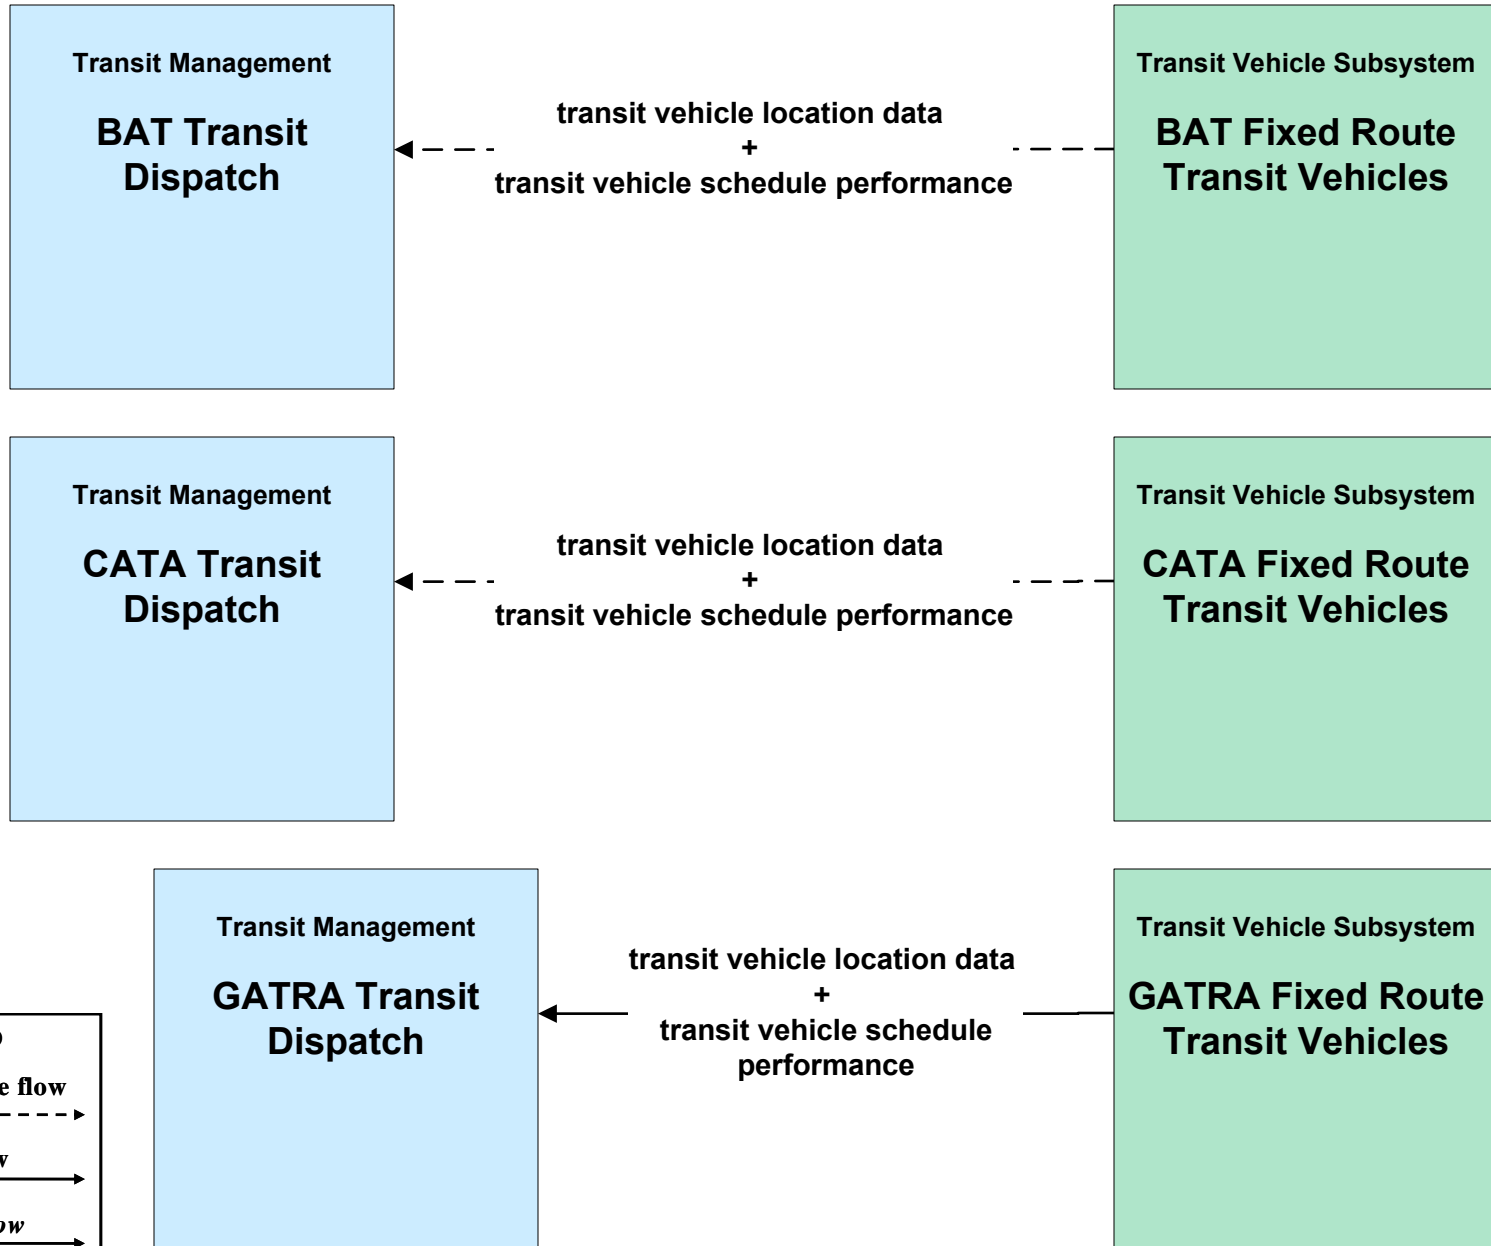 Transit Management
BAT Transit
Dispatch
transit vehicle location data
+
transit vehicle schedule performance
Transit Vehicle Subsystem
BAT Fixed Route
Transit Vehicles
Transit Management
CATA Transit
Dispatch
transit vehicle location data
+
transit vehicle schedule performance
Transit Vehicle Subsystem
CATA Fixed Route
Transit Vehicles
Transit Management
GATRA Transit
Dispatch
transit vehicle location data
+
transit vehicle schedule
performance
Transit Vehicle Subsystem
GATRA Fixed Route
Transit Vehicles
flow